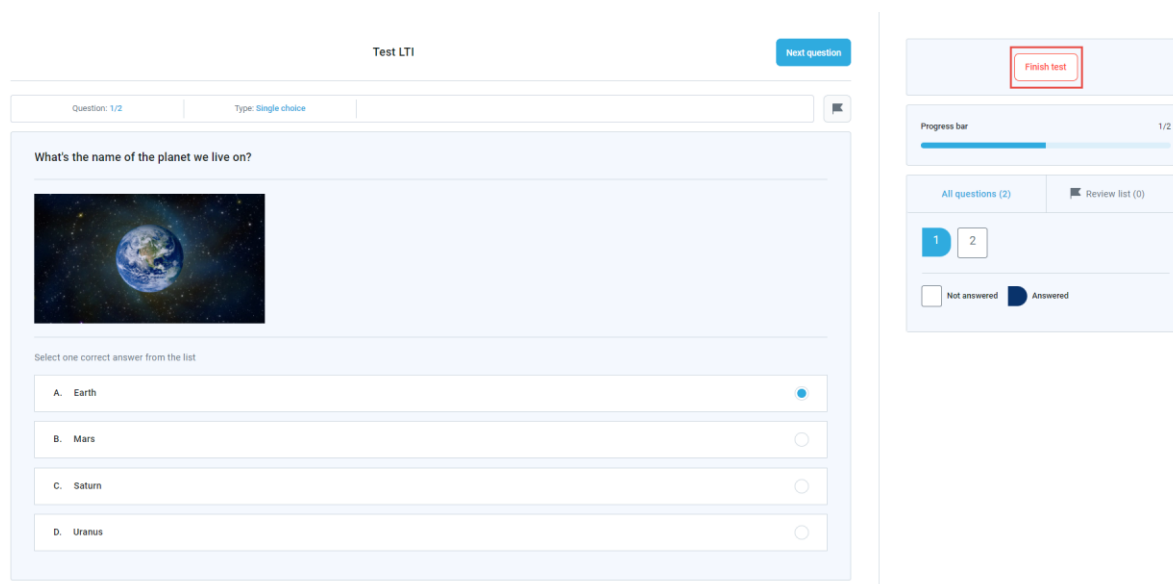 Test LTI
Next question
Question: 1/2
Type: Single choice
What's the name of the planet we live on?
Select one correct answer from the list
A. Earth
B. Mars
C. Saturn
D. Uranus
Finish test
Progress bar 1/2
All questions (2)
Review list (0)
1 2
Not answered Answered